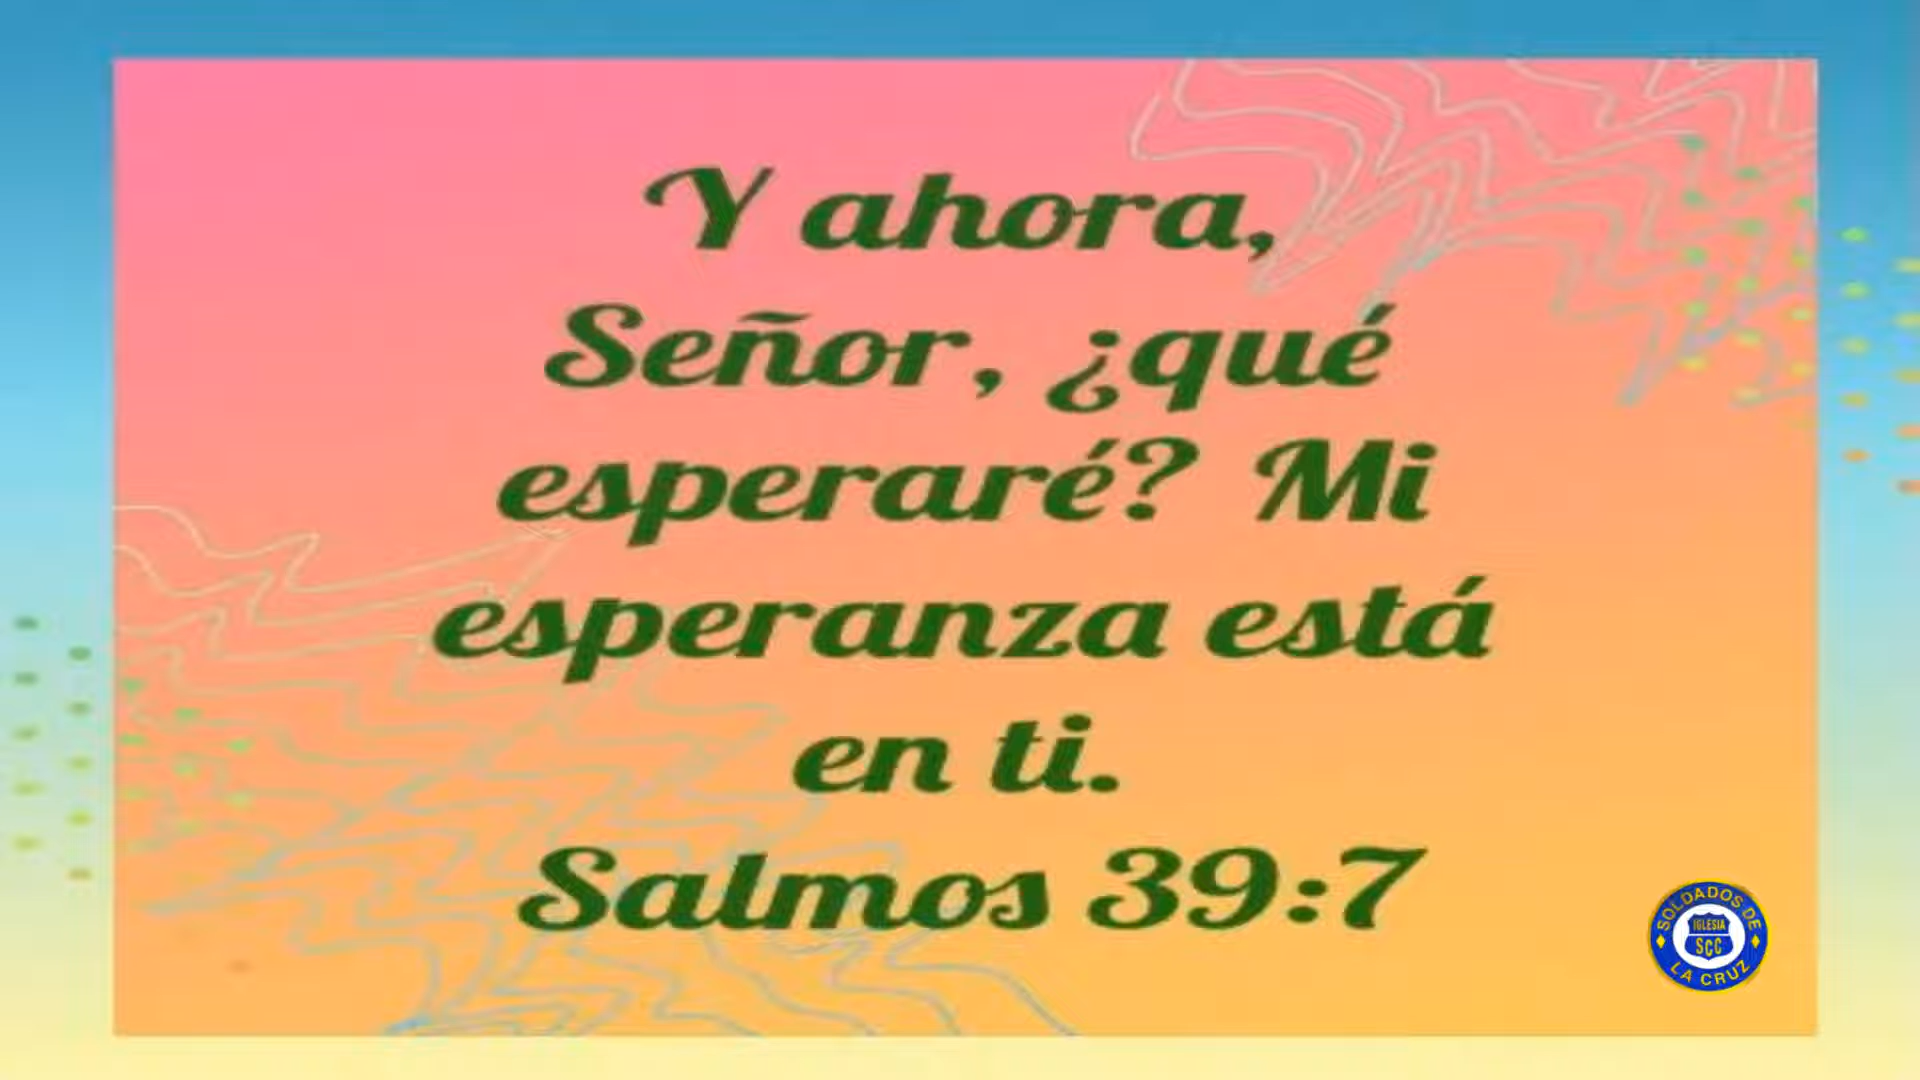 Y ahora,
Señor, ¿qué
esperaré? Mi
esperanza está
en ti.
Salmos 39:7
SOLDADOS DE
IGLESIA
SCC
LA CRUZ